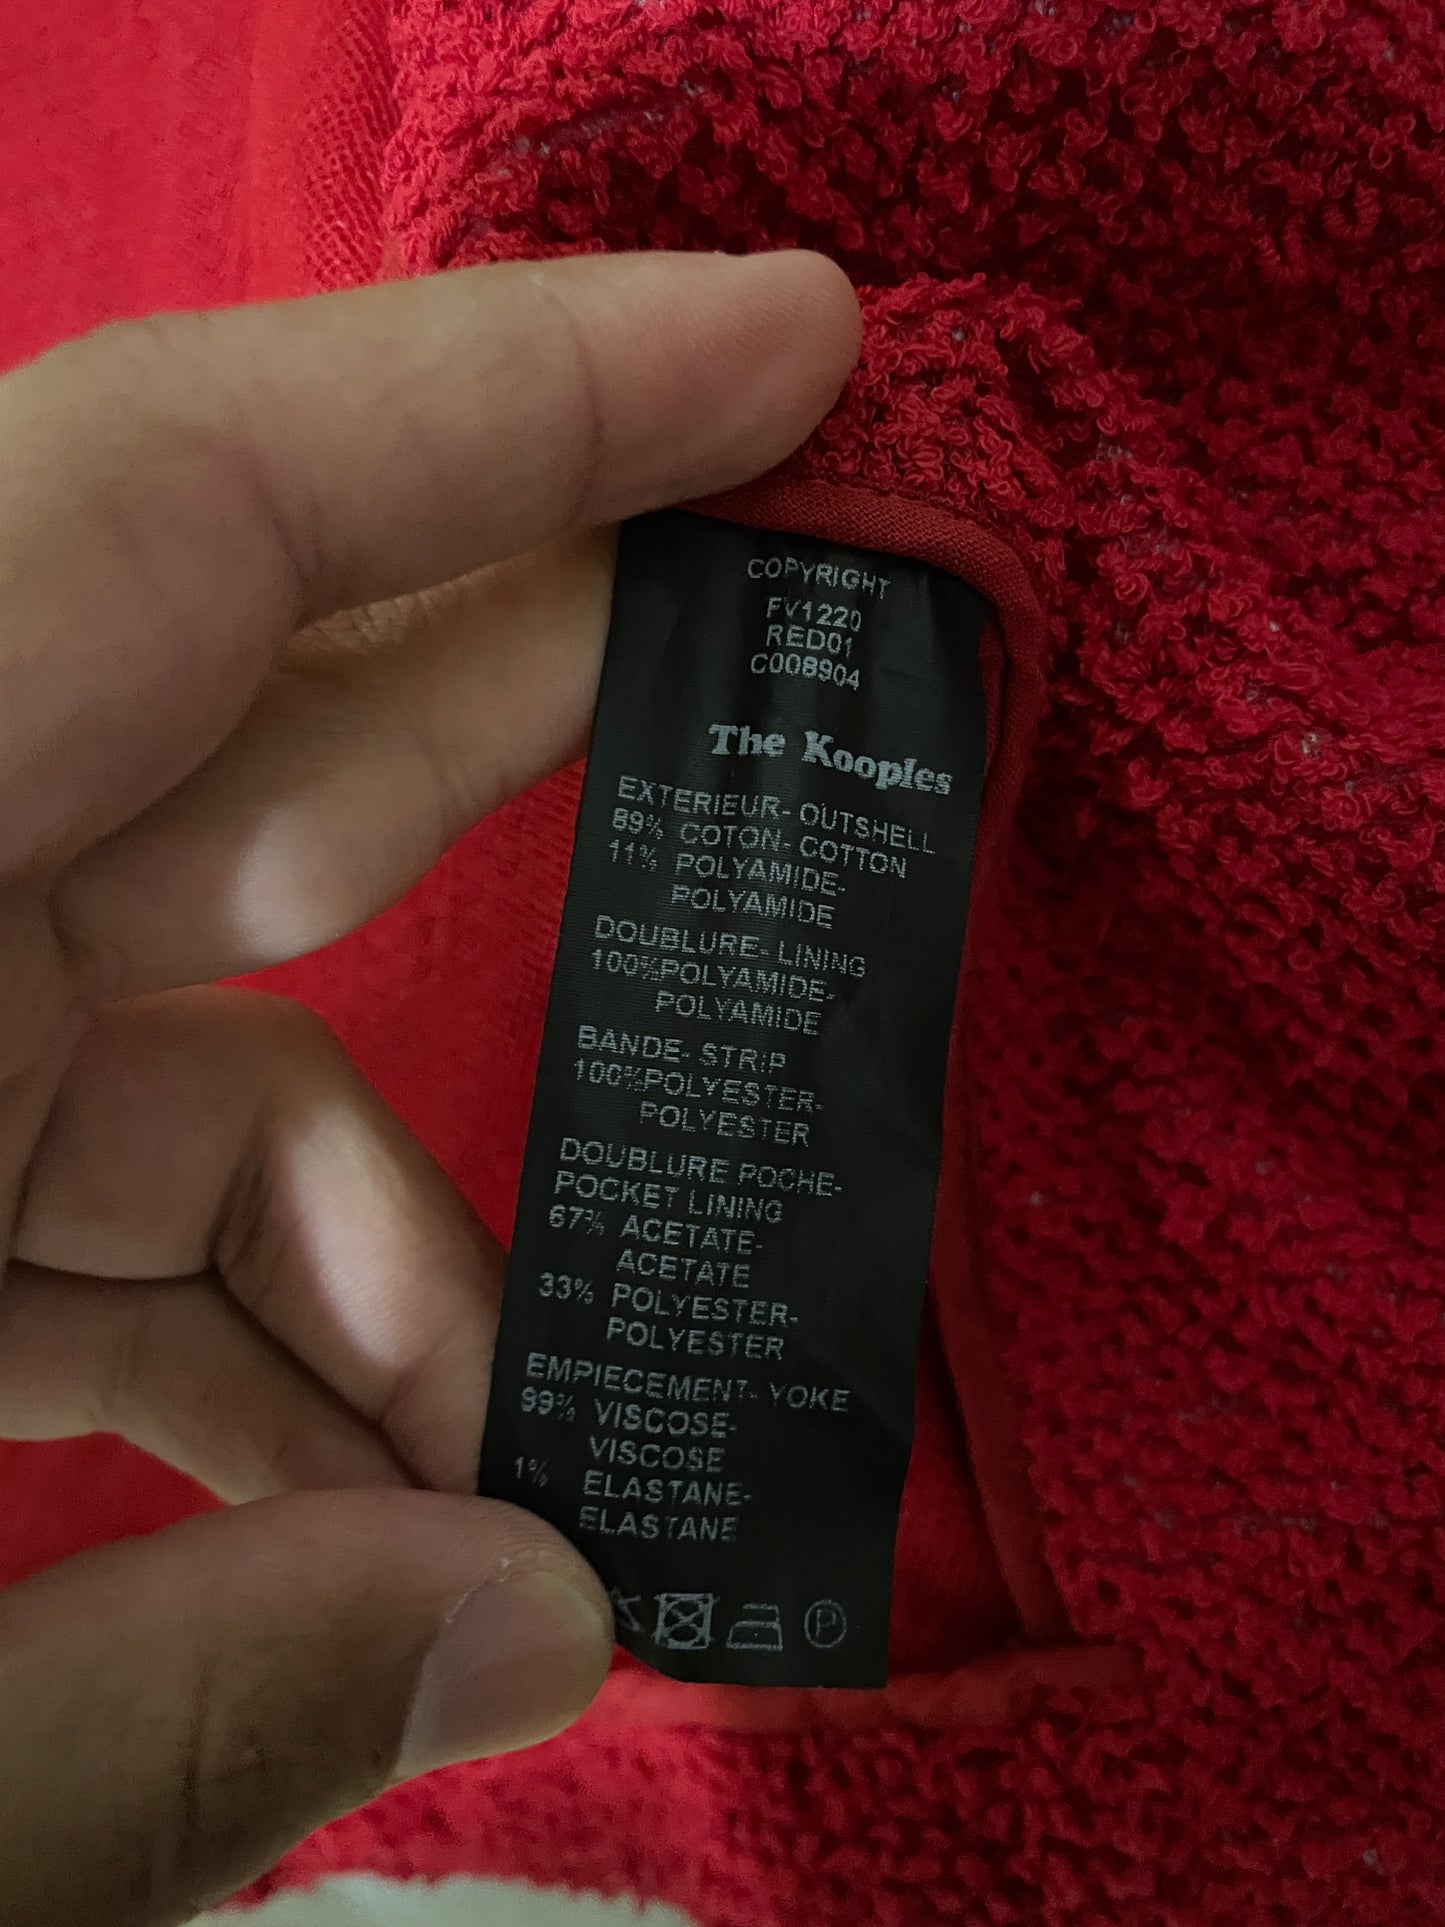 COPYRIGHT
FV1220
RED01
C008904
The Kooples
EXTERIEUR- OUTSHELL
89% COTON- COTTON
11% POLYAMIDE-
POLYAMIDE
DOUBLURE- LINING
100%POLYAMIDE-
POLYAMIDE
BANDE- STRIP
100%POLYESTER-
POLYESTER
DOUBLURE POCHE-
POCKET LINING
67% ACETATE-
ACETATE
33% POLYESTER-
POLYESTER
EMPIECEMENT- YOKE
99% VISCOSE-
VISCOSE
1% ELASTANE-
ELASTANE
P